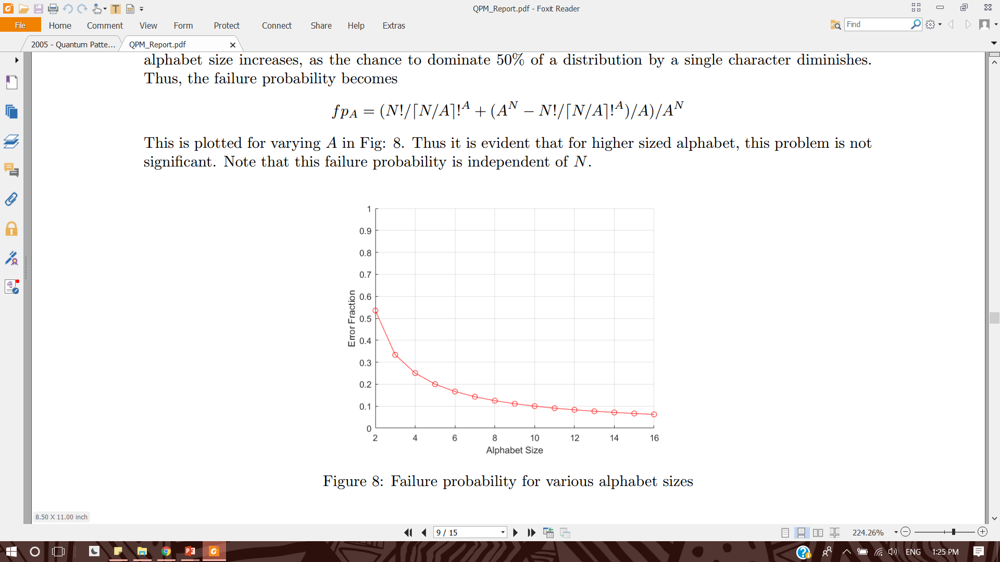 QPM_Report.pdf - Foxit Reader
File Home Comment View Form Protect Connect Share Help Extras
Find
2005 - Quantum Patte... QPM_Report.pdf
alphabet size increases, as the chance to dominate 50% of a distribution by a single character diminishes.
Thus, the failure probability becomes
fp_A = (N!/⌈N/A⌉!^A + (A^N − N!/⌈N/A⌉!^A)/A)/A^N
This is plotted for varying A in Fig: 8. Thus it is evident that for higher sized alphabet, this problem is not
significant. Note that this failure probability is independent of N.
1
0.9
0.8
0.7
0.6
0.5
0.4
0.3
0.2
0.1
0
Error Fraction
2 4 6 8 10 12 14 16
Alphabet Size
Figure 8: Failure probability for various alphabet sizes
8.50 X 11.00 inch
9 / 15
224.26%
ENG 1:25 PM